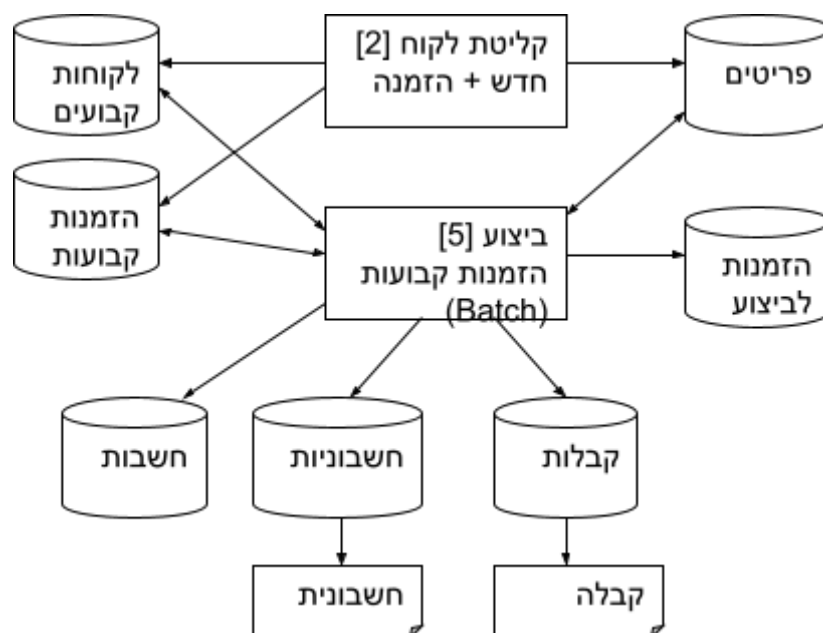 קליטת לקוח [2]
חדש + הזמנה
לקוחות
קבועים
פריטים
הזמנות
קבועות
ביצוע [5]
הזמנות קבועות
(Batch)
הזמנות
לביצוע
חשבות
חשבוניות
קבלות
חשבונית
קבלה